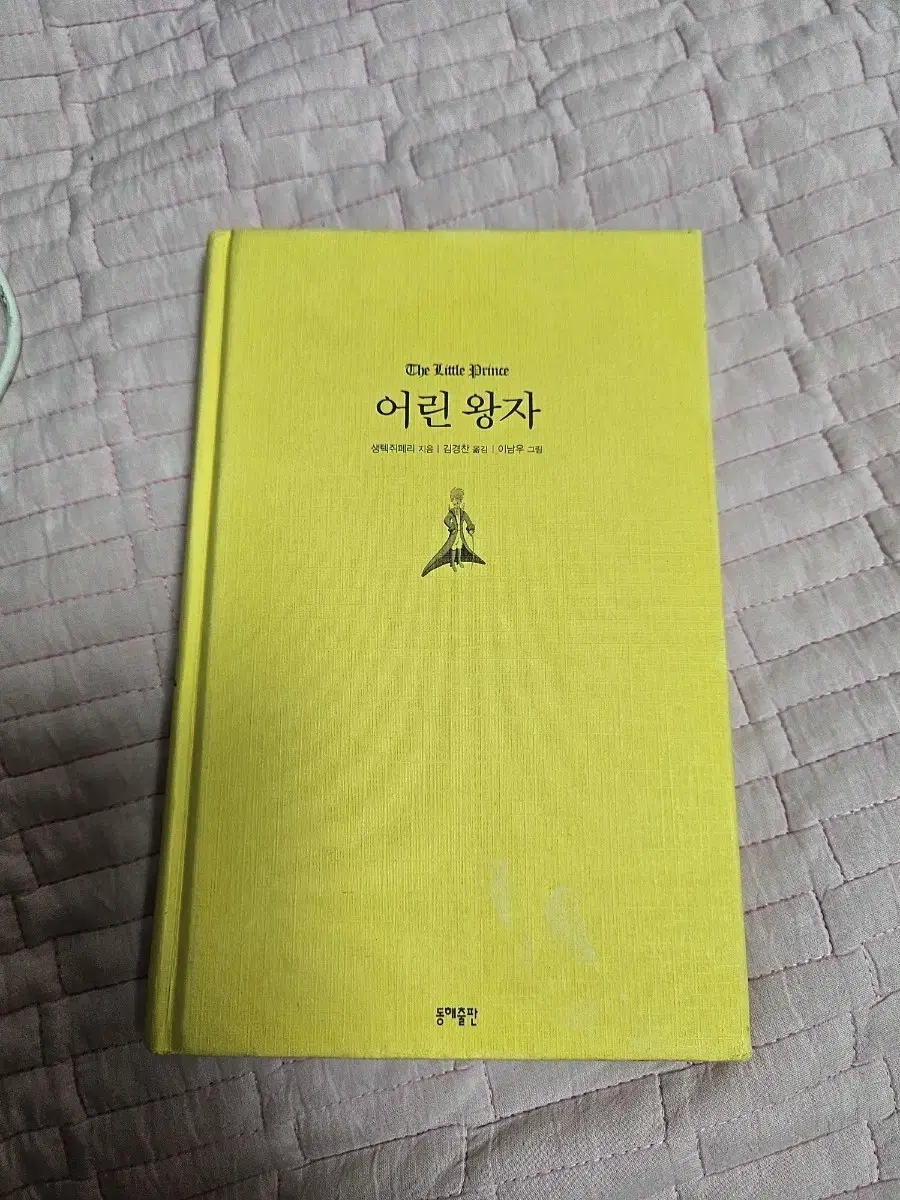 The Little Prince
어린 왕자
생텍쥐페리 지음 | 김경찬 옮김 | 이남우 그림
동해출판